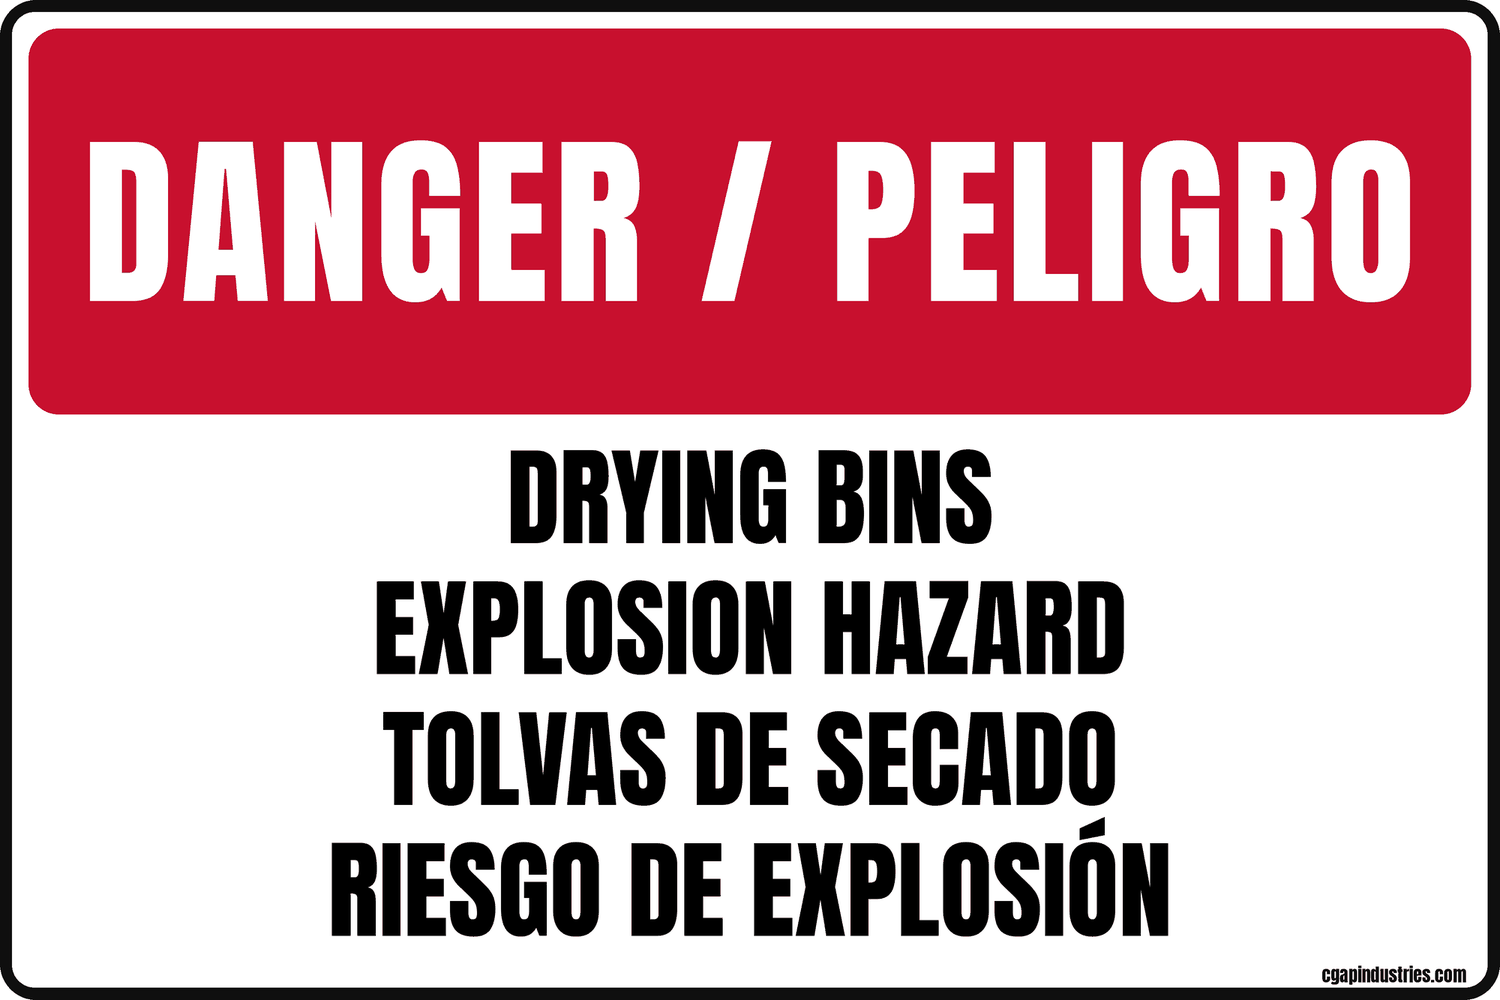 DANGER / PELIGRO
DRYING BINS
EXPLOSION HAZARD
TOLVAS DE SECADO
RIESGO DE EXPLOSIÓN
cgapindustries.com